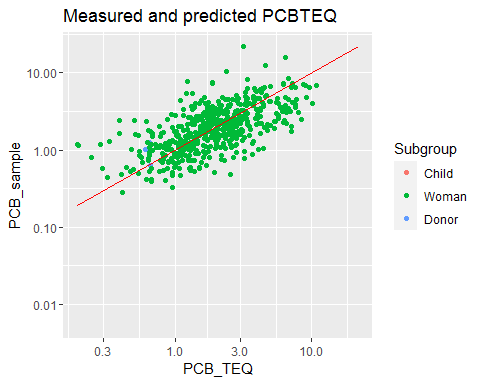 Measured and predicted PCBTEQ
PCB_sample
10.00
1.00
0.10
0.01
0.3
1.0
3.0
10.0
PCB_TEQ
Subgroup
Child
Woman
Donor